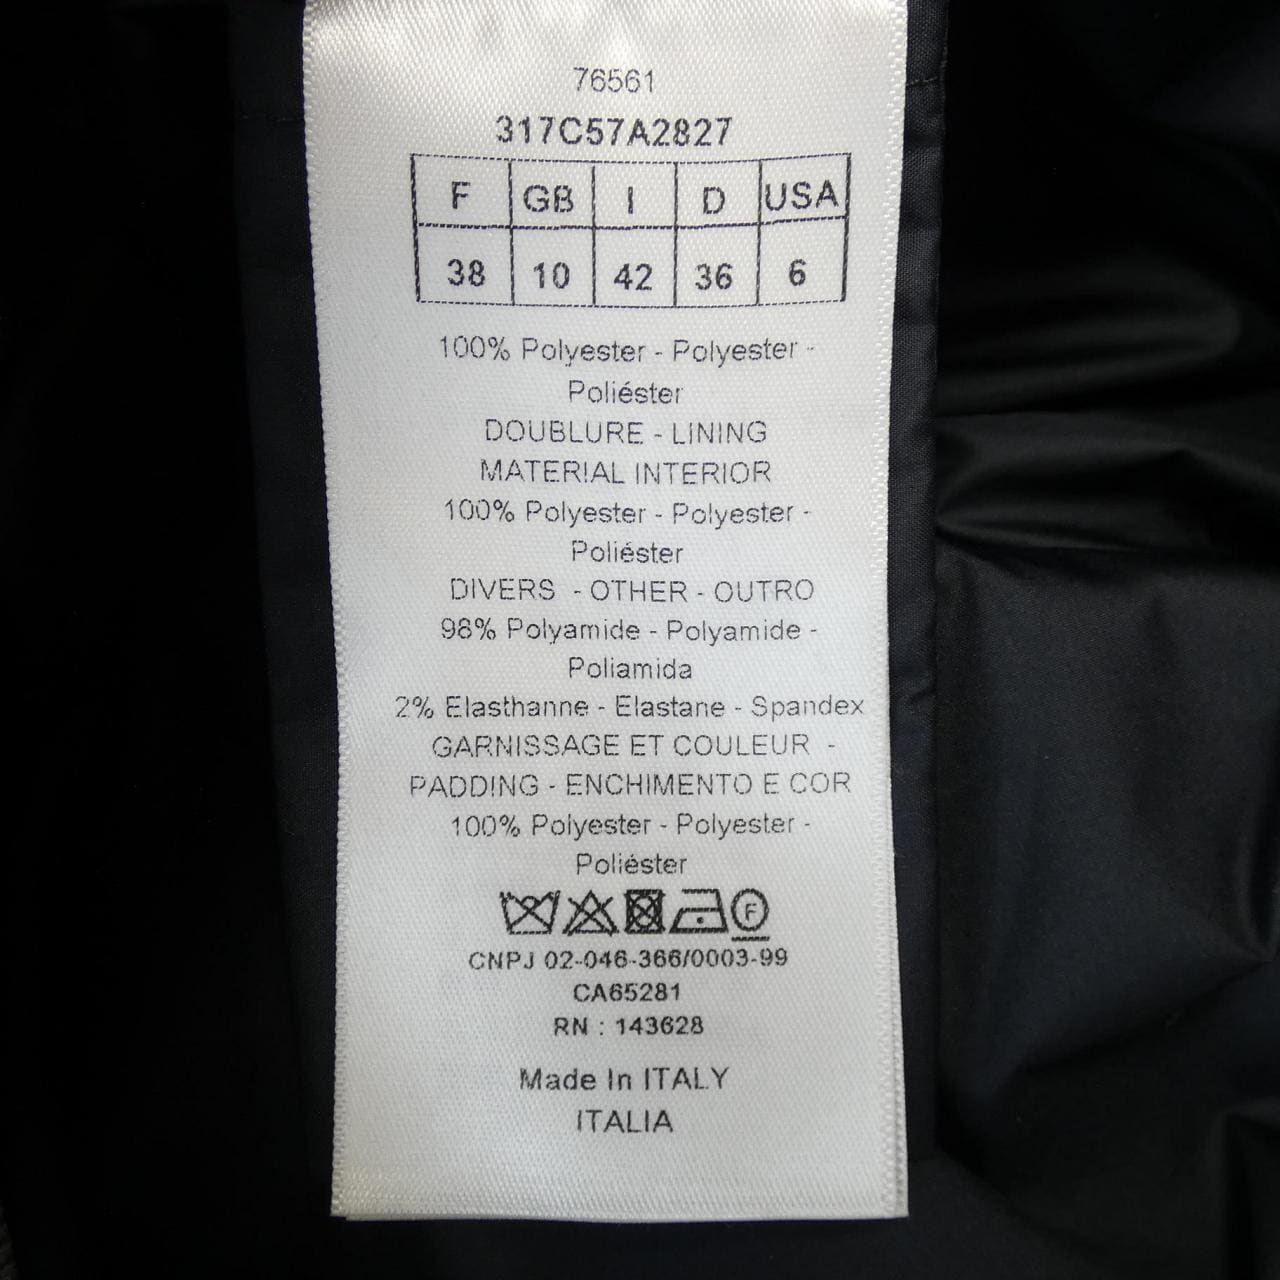 76561
317C57A2827
F GB I D USA
38 10 42 36 6
100% Polyester - Polyester -
Poliéster
DOUBLURE - LINING
MATERIAL INTERIOR
100% Polyester - Polyester -
Poliéster
DIVERS - OTHER - OUTRO
98% Polyamide - Polyamide -
Poliamida
2% Elasthanne - Elastane - Spandex
GARNISSAGE ET COULEUR -
PADDING - ENCHIMENTO E COR
100% Polyester - Polyester -
Poliéster
F
CNPJ 02-046-366/0003-99
CA65281
RN : 143628
Made In ITALY
ITALIA